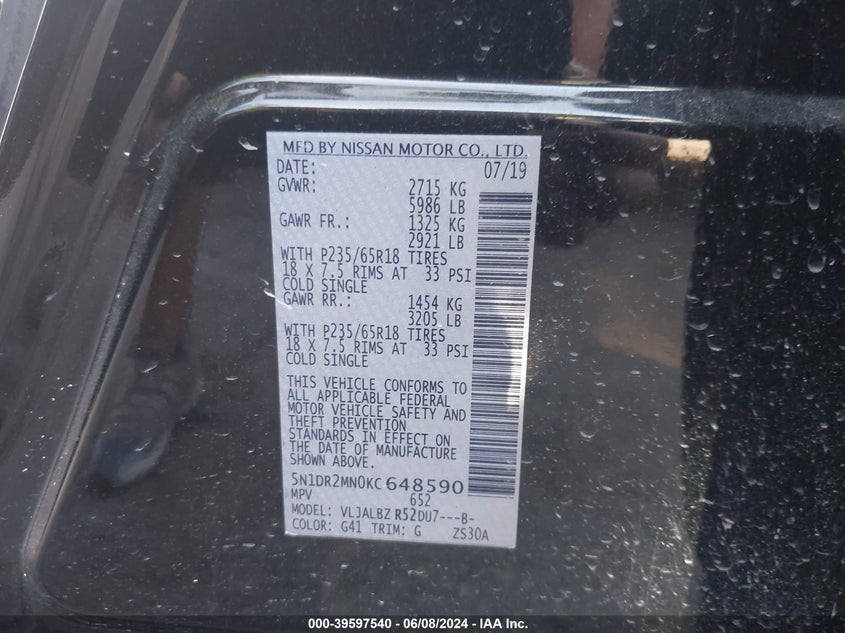 MFD BY NISSAN MOTOR CO., LTD.
DATE: 07/19
GVWR: 2715 KG
5986 LB
GAWR FR.: 1325 KG
2921 LB
WITH P235/65R18 TIRES
18 X 7.5 RIMS AT 33 PSI
COLD SINGLE
GAWR RR.: 1454 KG
3205 LB
WITH P235/65R18 TIRES
18 X 7.5 RIMS AT 33 PSI
COLD SINGLE
THIS VEHICLE CONFORMS TO
ALL APPLICABLE FEDERAL
MOTOR VEHICLE SAFETY AND
THEFT PREVENTION
STANDARDS IN EFFECT ON
THE DATE OF MANUFACTURE
SHOWN ABOVE.
5N1DR2MN0KC648590
MPV 652
MODEL: VLJALBZ R52DU7---B-
COLOR: G41 TRIM: G ZS30A
000-39597540 - 06/08/2024 - IAA Inc.